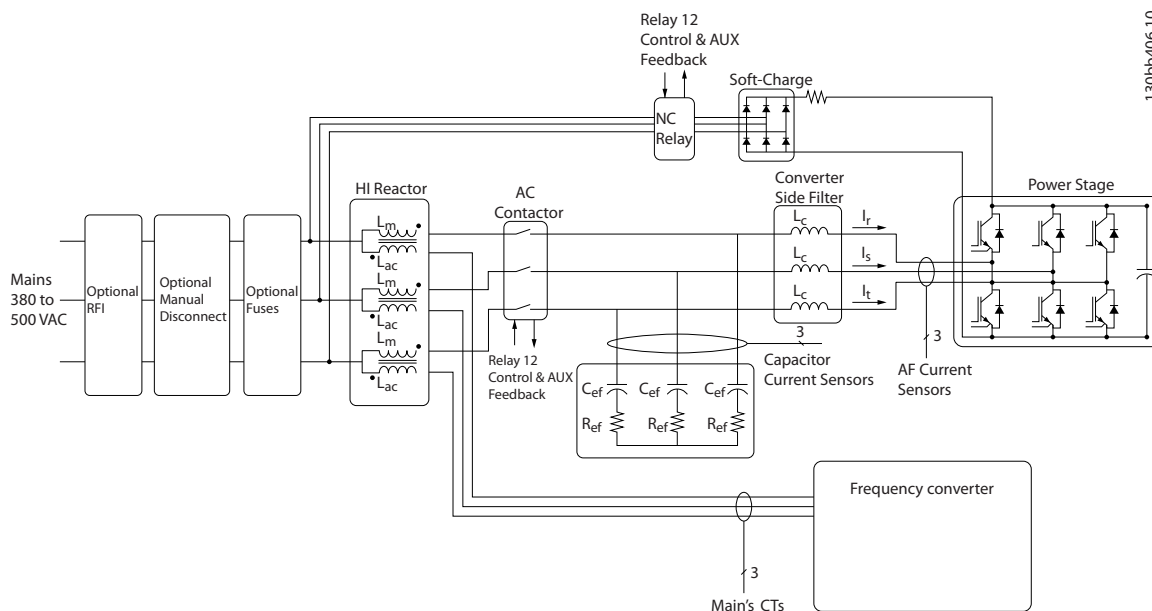 Relay 12
Control & AUX
Feedback
130bb406.10
Soft-Charge
NC
Relay
HI Reactor
AC
Contactor
Converter
Side Filter
Power Stage
Lm
Lac
Lm
Lac
Lm
Lac
Lc
Lc
Lc
Ir
Is
It
Mains
380 to
500 VAC
Optional
RFI
Optional
Manual
Disconnect
Optional
Fuses
Relay 12
Control & AUX
Feedback
3
Capacitor
Current Sensors
3
AF Current
Sensors
Cef
Cef
Cef
Ref
Ref
Ref
Frequency converter
3
Main's CTs